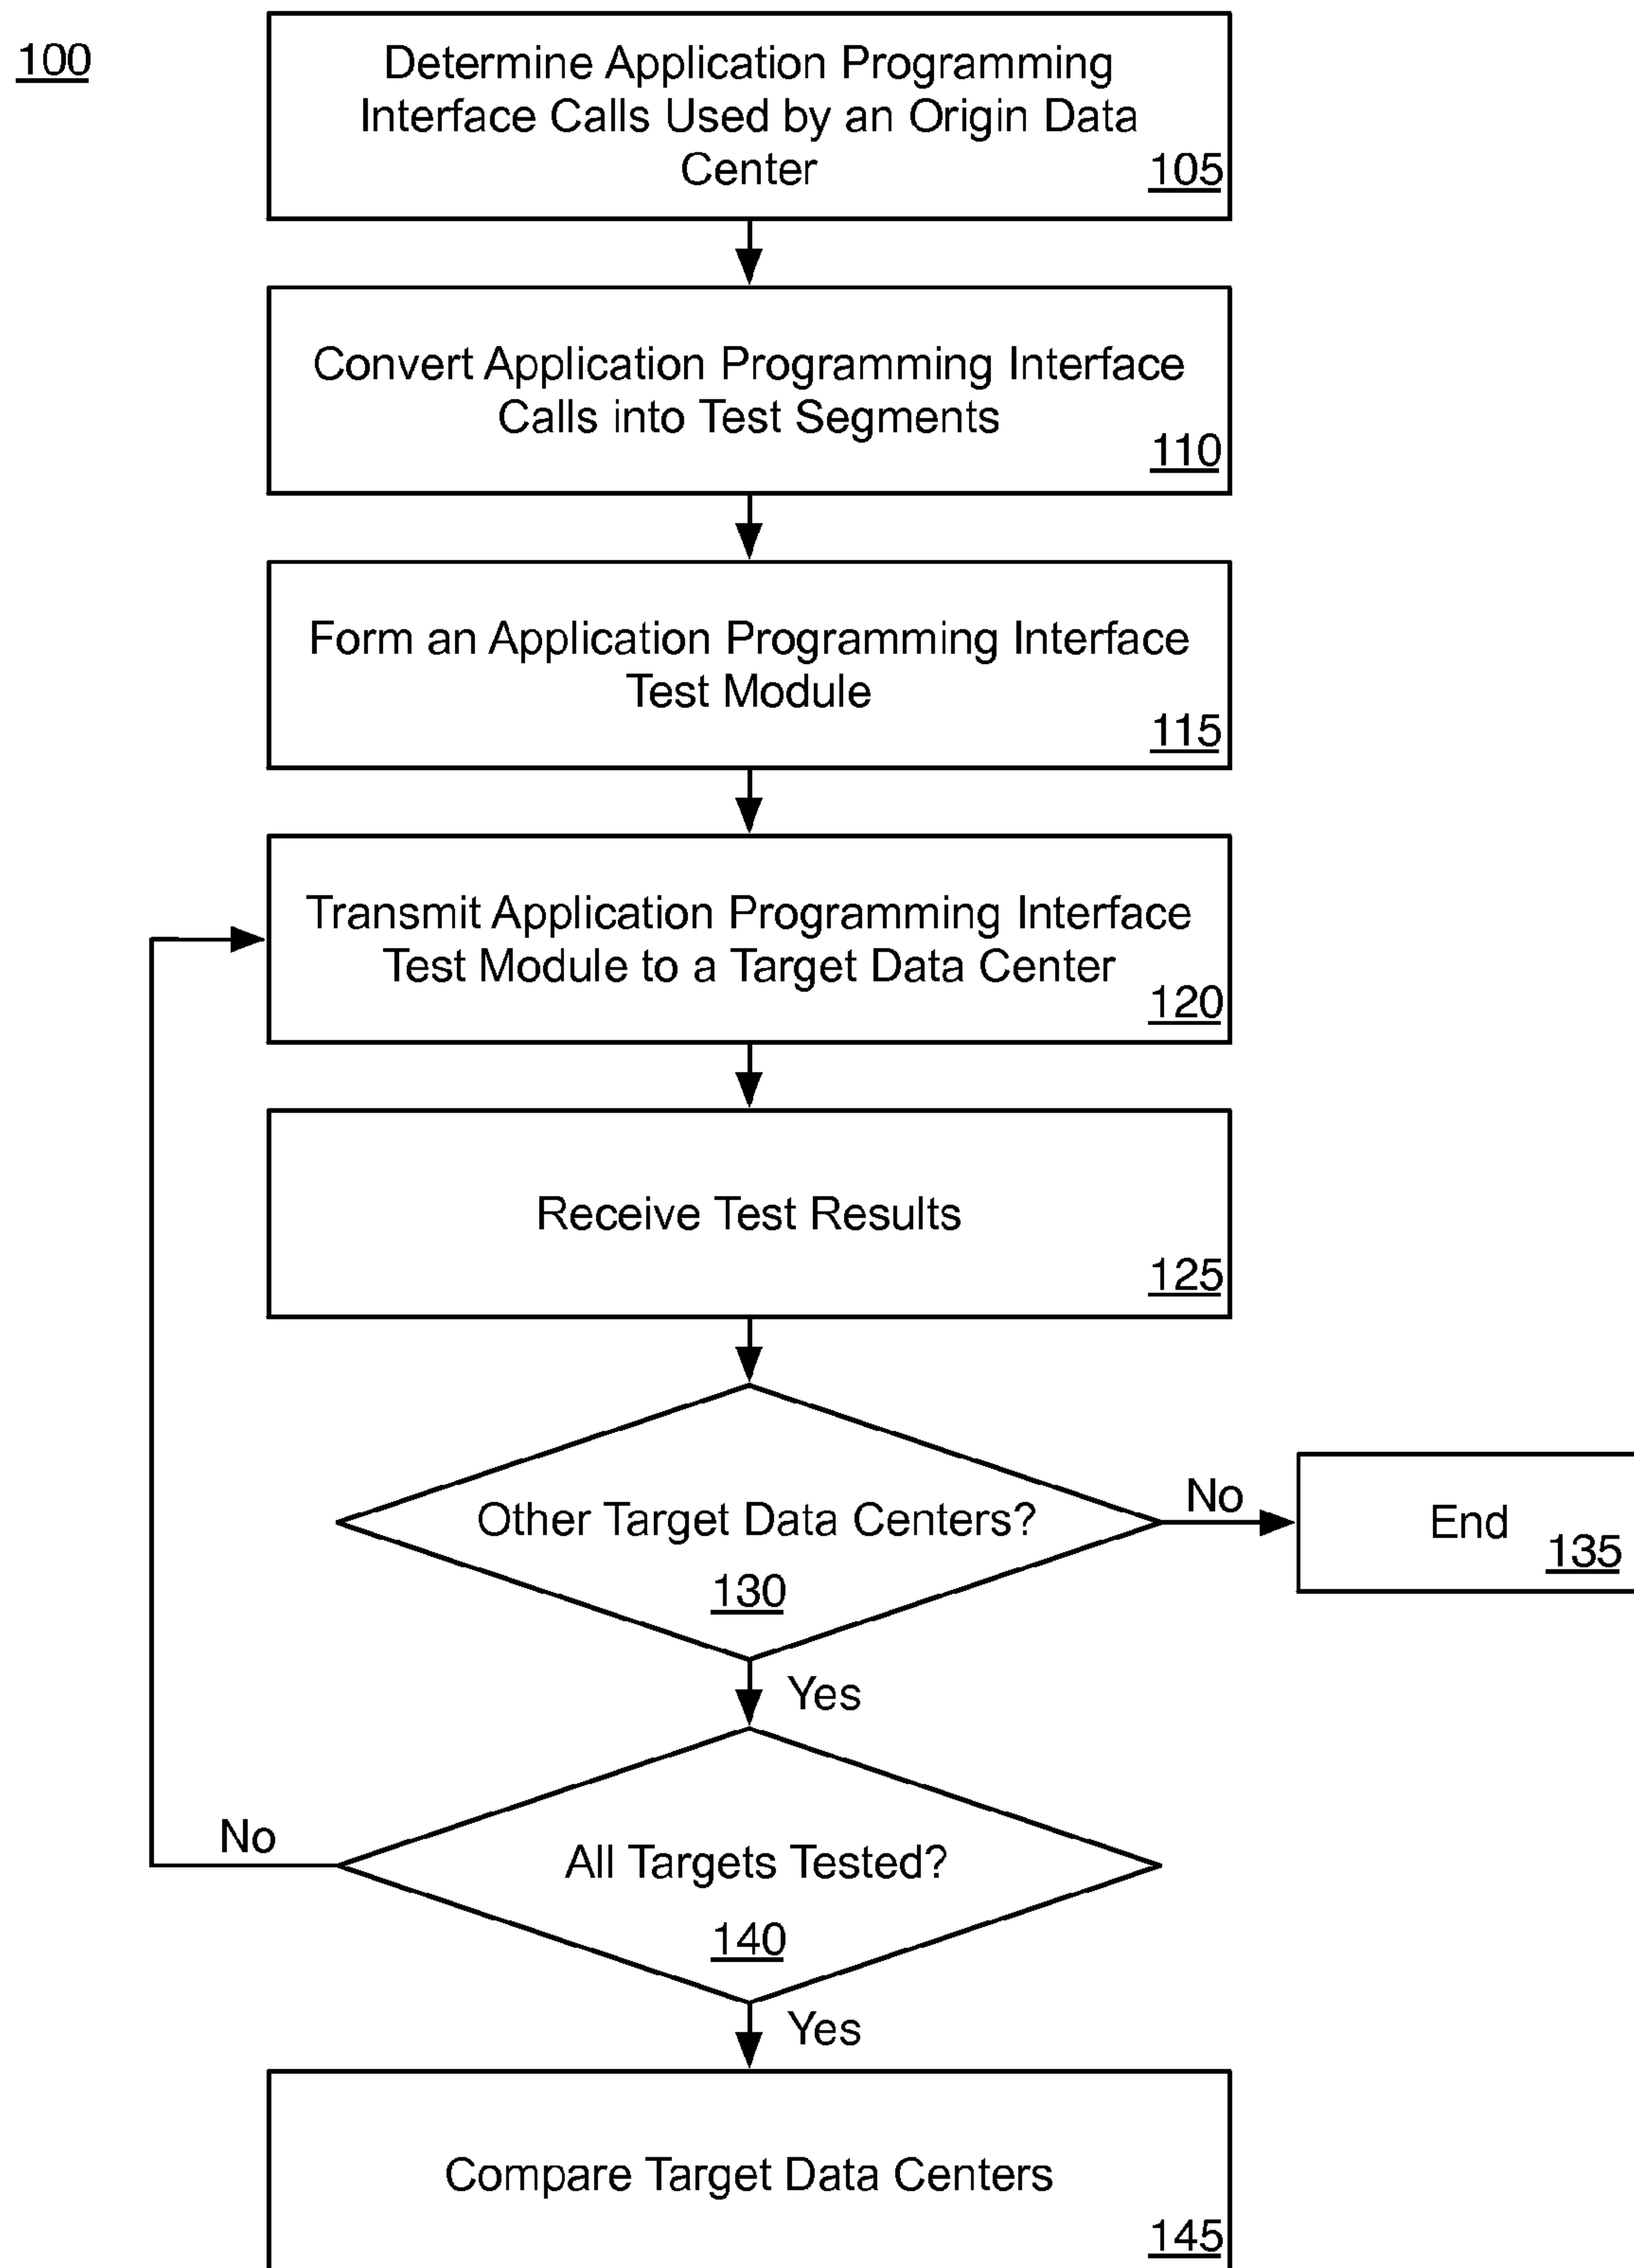 100
Determine Application Programming
Interface Calls Used by an Origin Data
Center
105
Convert Application Programming Interface
Calls into Test Segments
110
Form an Application Programming Interface
Test Module
115
Transmit Application Programming Interface
Test Module to a Target Data Center
120
Receive Test Results
125
Other Target Data Centers?
130
No
End
135
Yes
All Targets Tested?
140
No
Yes
Compare Target Data Centers
145